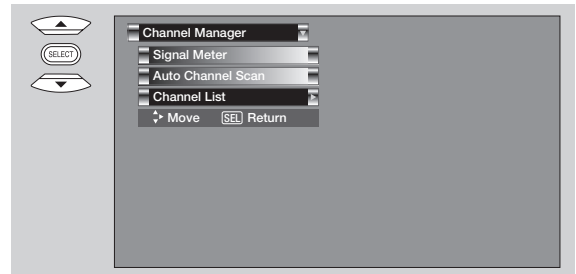 SELECT
Channel Manager
Signal Meter
Auto Channel Scan
Channel List
Move SEL Return